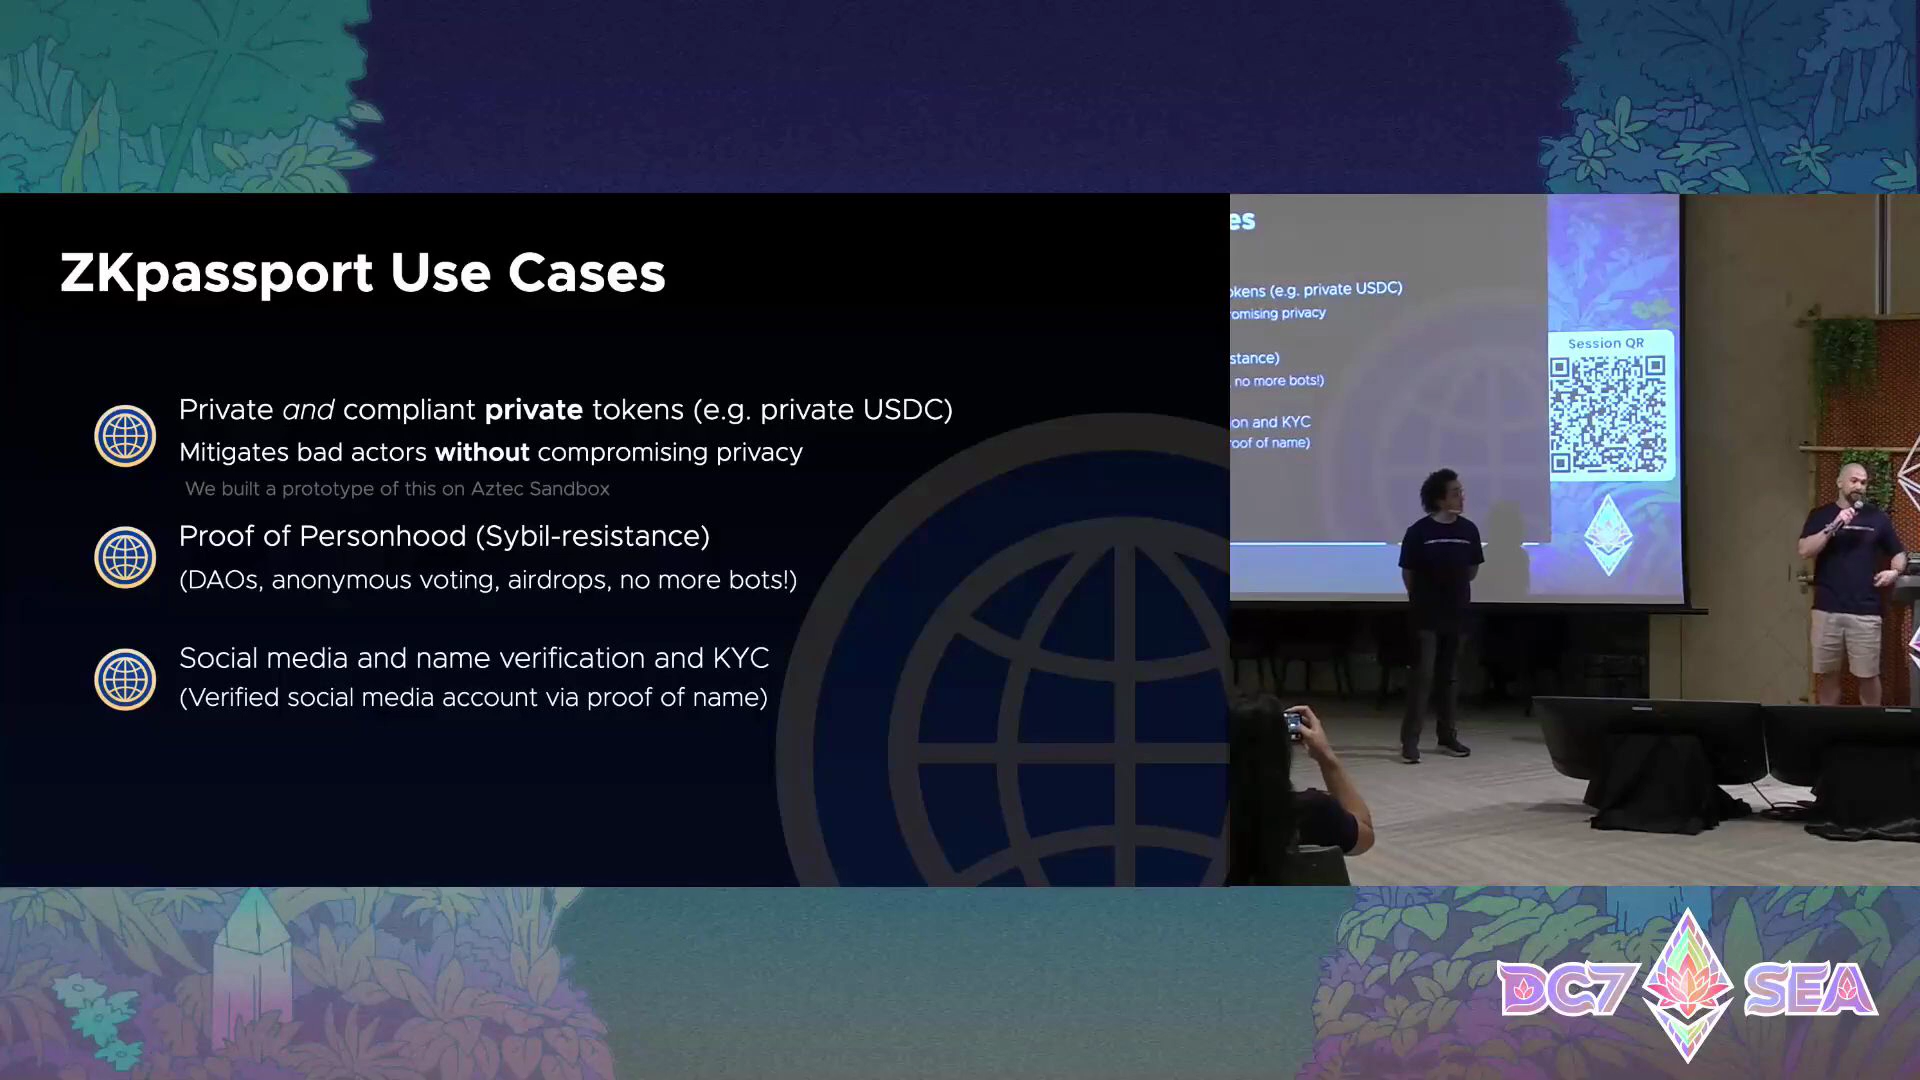 ZKpassport Use Cases
Private and compliant private tokens (e.g. private USDC)
Mitigates bad actors without compromising privacy
We built a prototype of this on Aztec Sandbox
Proof of Personhood (Sybil-resistance)
(DAOs, anonymous voting, airdrops, no more bots!)
Social media and name verification and KYC
(Verified social media account via proof of name)
es
okens (e.g. private USDC)
omising privacy
stance)
, no more bots!)
on and KYC
roof of name)
Session QR
DC7 SEA